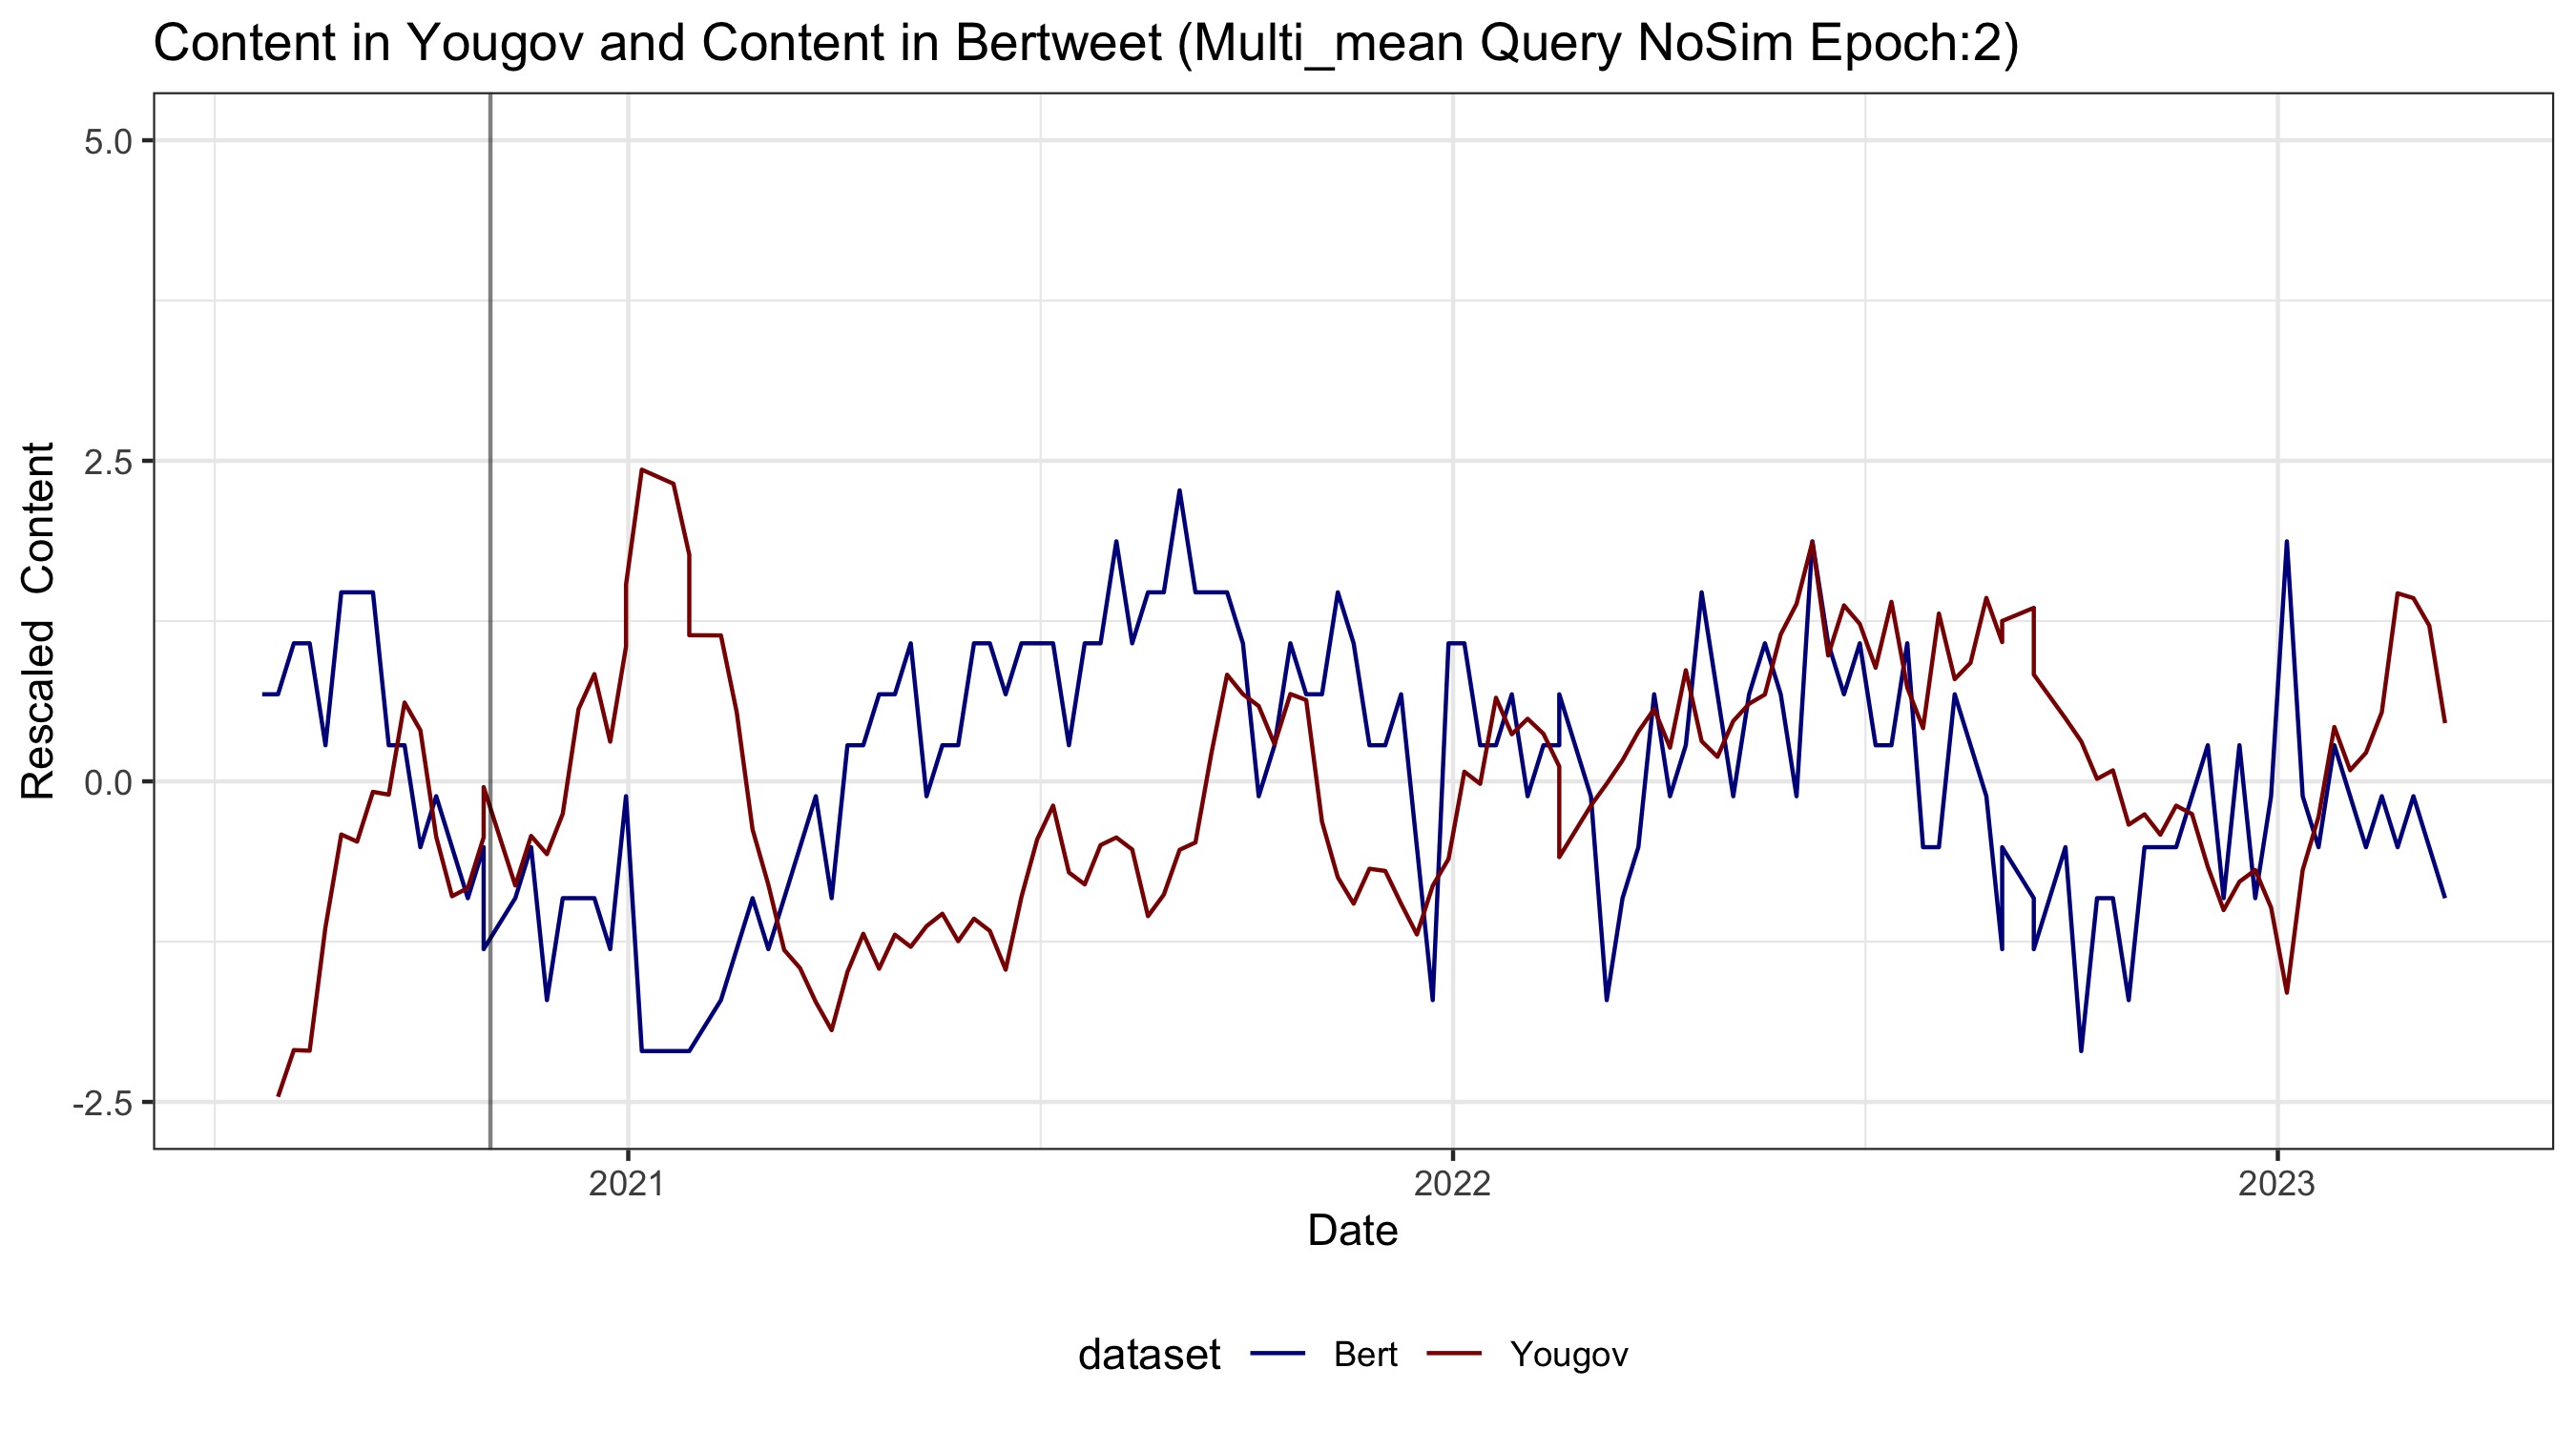 Content in Yougov and Content in Bertweet (Multi_mean Query NoSim Epoch:2)
5.0
2.5
0.0
-2.5
Rescaled Content
2021 2022 2023
Date
dataset Bert Yougov